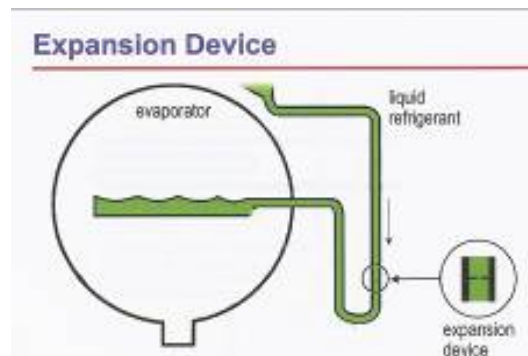 Expansion Device
evaporator
liquid
refrigerant
expansion
device